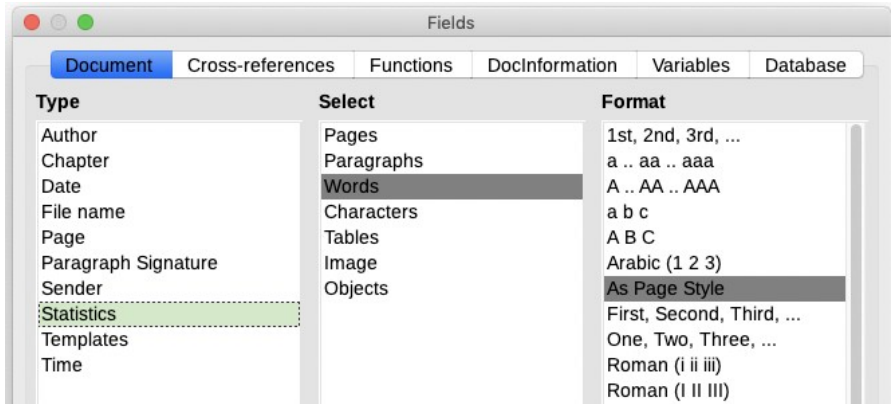 Fields
Document Cross-references Functions DocInformation Variables Database
Type
Author
Chapter
Date
File name
Page
Paragraph Signature
Sender
Statistics
Templates
Time
Select
Pages
Paragraphs
Words
Characters
Tables
Image
Objects
Format
1st, 2nd, 3rd, ...
a .. aa .. aaa
A .. AA .. AAA
a b c
A B C
Arabic (1 2 3)
As Page Style
First, Second, Third, ...
One, Two, Three, ...
Roman (i ii iii)
Roman (I II III)